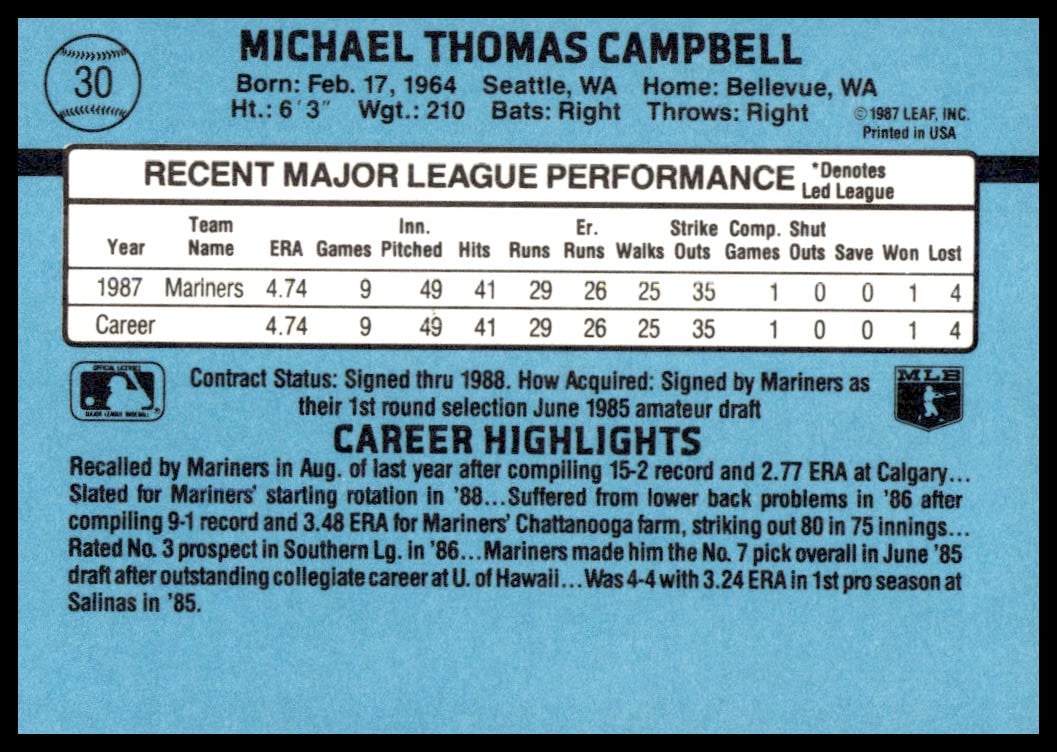 30
MICHAEL THOMAS CAMPBELL
Born: Feb. 17, 1964 Seattle, WA Home: Bellevue, WA
Ht.: 6´3˝ Wgt.: 210 Bats: Right Throws: Right
©1987 LEAF, INC.
Printed in USA
RECENT MAJOR LEAGUE PERFORMANCE *Denotes
Led League
Team Inn. Er. Strike Comp. Shut
Year Name ERA Games Pitched Hits Runs Runs Walks Outs Games Outs Save Won Lost
1987 Mariners 4.74 9 49 41 29 26 25 35 1 0 0 1 4
Career 4.74 9 49 41 29 26 25 35 1 0 0 1 4
OFFICIAL LICENSEE
MAJOR LEAGUE BASEBALL
MLB
Contract Status: Signed thru 1988. How Acquired: Signed by Mariners as
their 1st round selection June 1985 amateur draft
CAREER HIGHLIGHTS
Recalled by Mariners in Aug. of last year after compiling 15-2 record and 2.77 ERA at Calgary...
Slated for Mariners' starting rotation in '88...Suffered from lower back problems in '86 after
compiling 9-1 record and 3.48 ERA for Mariners' Chattanooga farm, striking out 80 in 75 innings...
Rated No. 3 prospect in Southern Lg. in '86...Mariners made him the No. 7 pick overall in June '85
draft after outstanding collegiate career at U. of Hawaii...Was 4-4 with 3.24 ERA in 1st pro season at
Salinas in '85.